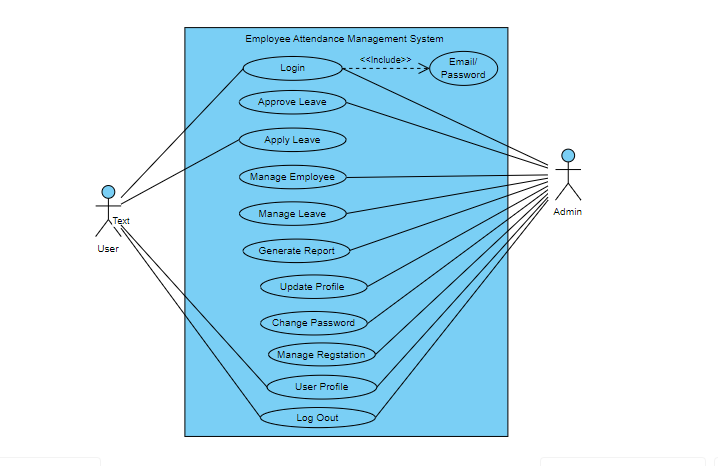 Employee Attendance Management System
Login
<<Include>>
Email/
Password
Approve Leave
Apply Leave
Manage Employee
Manage Leave
Generate Report
Update Profile
Change Password
Manage Regstation
User Profile
Log Oout
Text
User
Admin